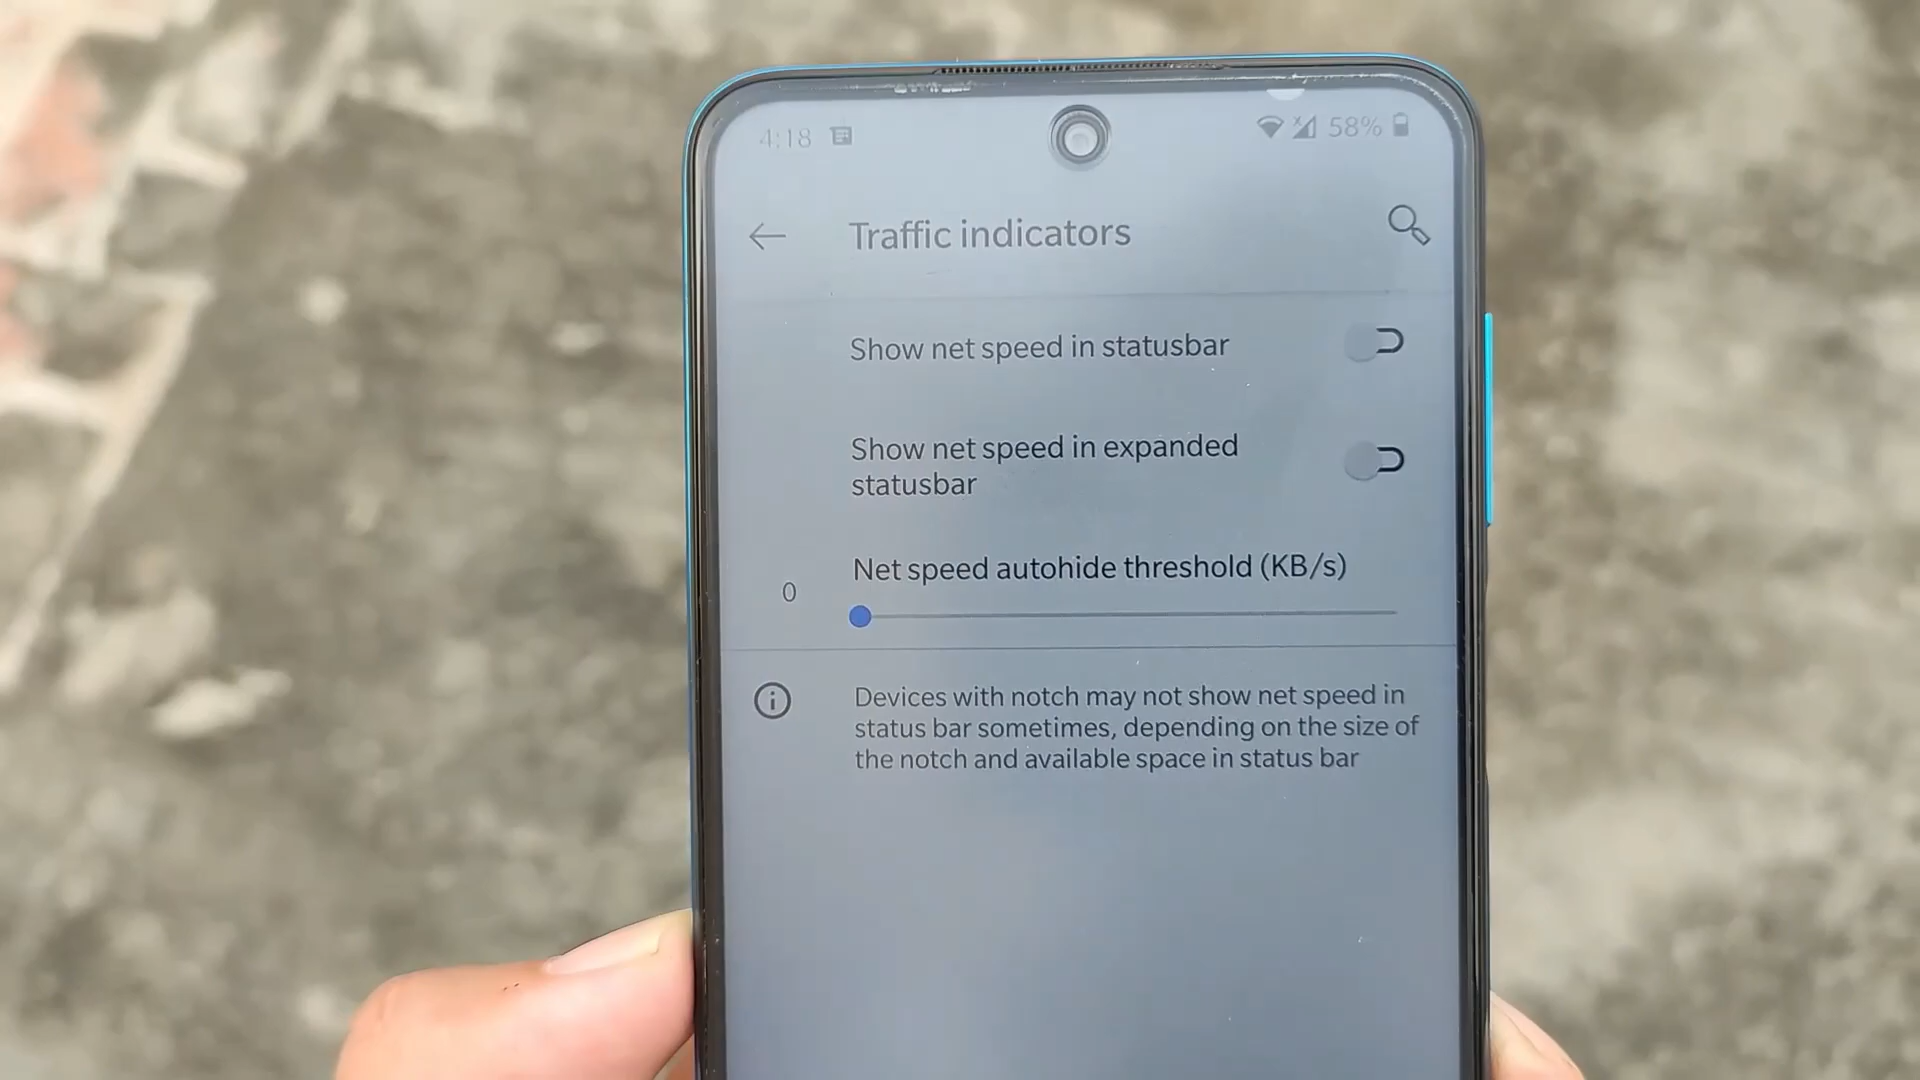 4:18 58%
Traffic indicators
Show net speed in statusbar
Show net speed in expanded
statusbar
Net speed autohide threshold (KB/s)
0
Devices with notch may not show net speed in
status bar sometimes, depending on the size of
the notch and available space in status bar